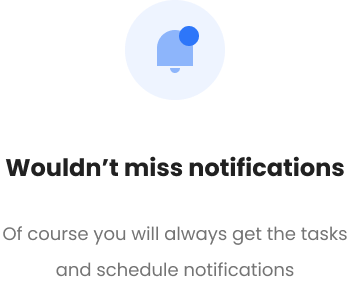 Wouldn’t miss notifications
Of course you will always get the tasks
and schedule notifications